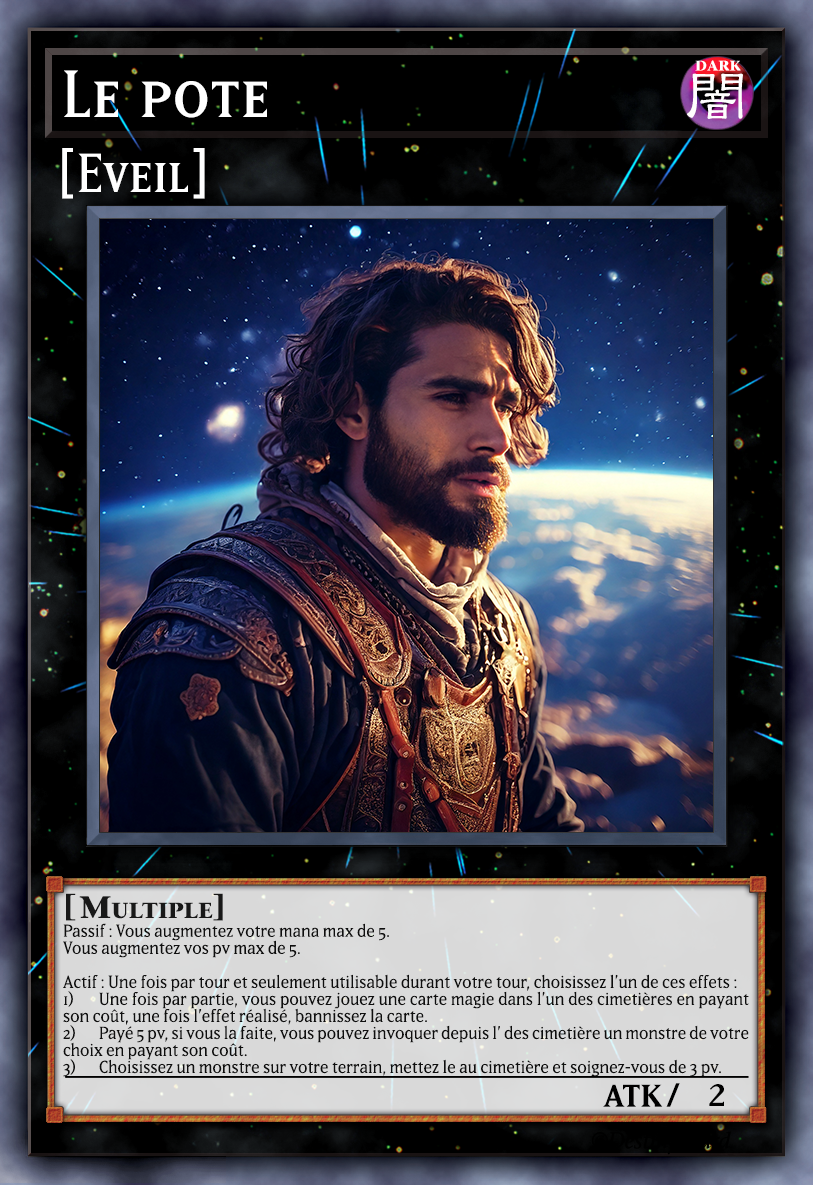 Le pote
DARK
闇
[Eveil]
[Multiple]
Passif : Vous augmentez votre mana max de 5.
Vous augmentez vos pv max de 5.
Actif : Une fois par tour et seulement utilisable durant votre tour, choisissez l'un de ces effets :
1) Une fois par partie, vous pouvez jouez une carte magie dans l'un des cimetières en payant
son coût, une fois l'effet réalisé, bannissez la carte.
2) Payé 5 pv, si vous la faite, vous pouvez invoquer depuis l' des cimetière un monstre de votre
choix en payant son coût.
3) Choisissez un monstre sur votre terrain, mettez le au cimetière et soignez-vous de 3 pv.
ATK / 2